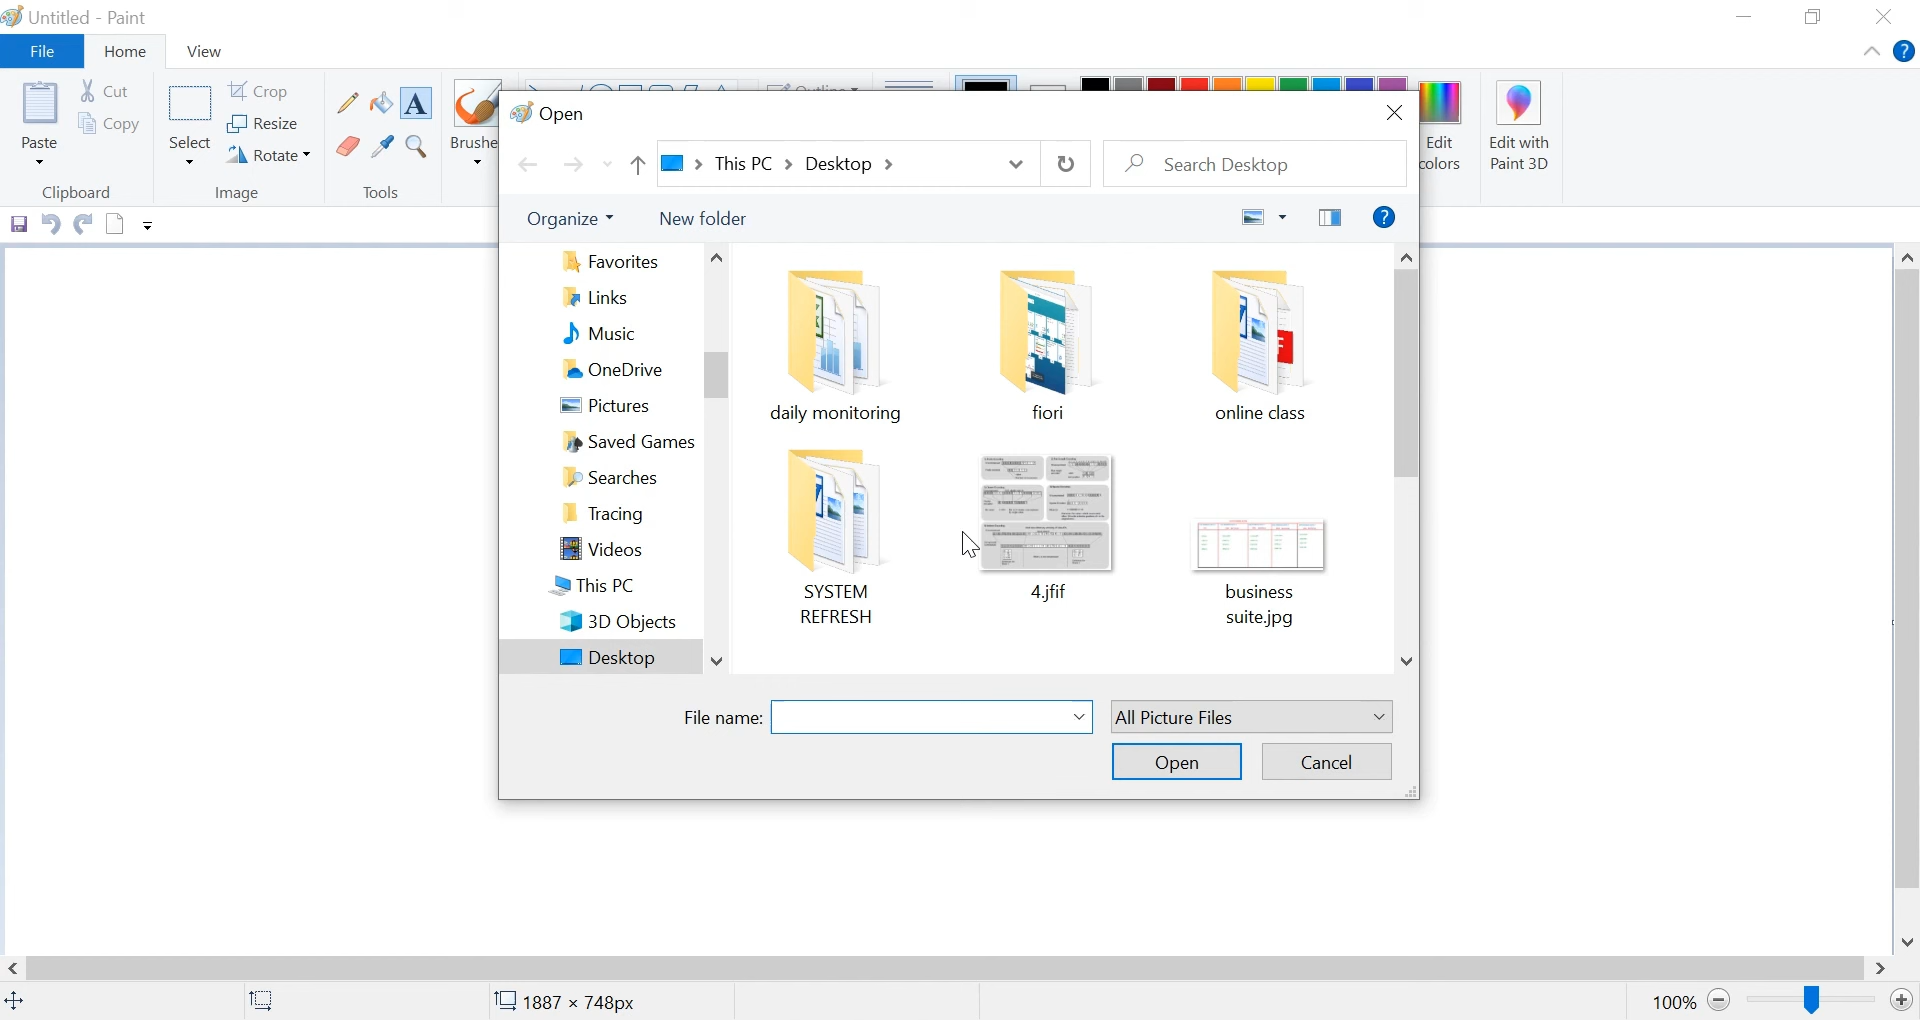 Untitled - Paint
File
Home
View
Paste
Cut
Copy
Clipboard
Select
Crop
Resize
Rotate
Image
A
Tools
Edit
Edit with
Paint 3D
Open
This PC
Desktop
Search Desktop
Organize
New folder
?
?
Favorites
Links
Music
OneDrive
Pictures
Saved Games
Searches
Tracing
Videos
This PC
3D Objects
Desktop
daily monitoring
fiori
online class
SYSTEM
REFRESH
4.jfif
business
suite.jpg
File name:
All Picture Files
Open
Cancel
1887 × 748px
100%